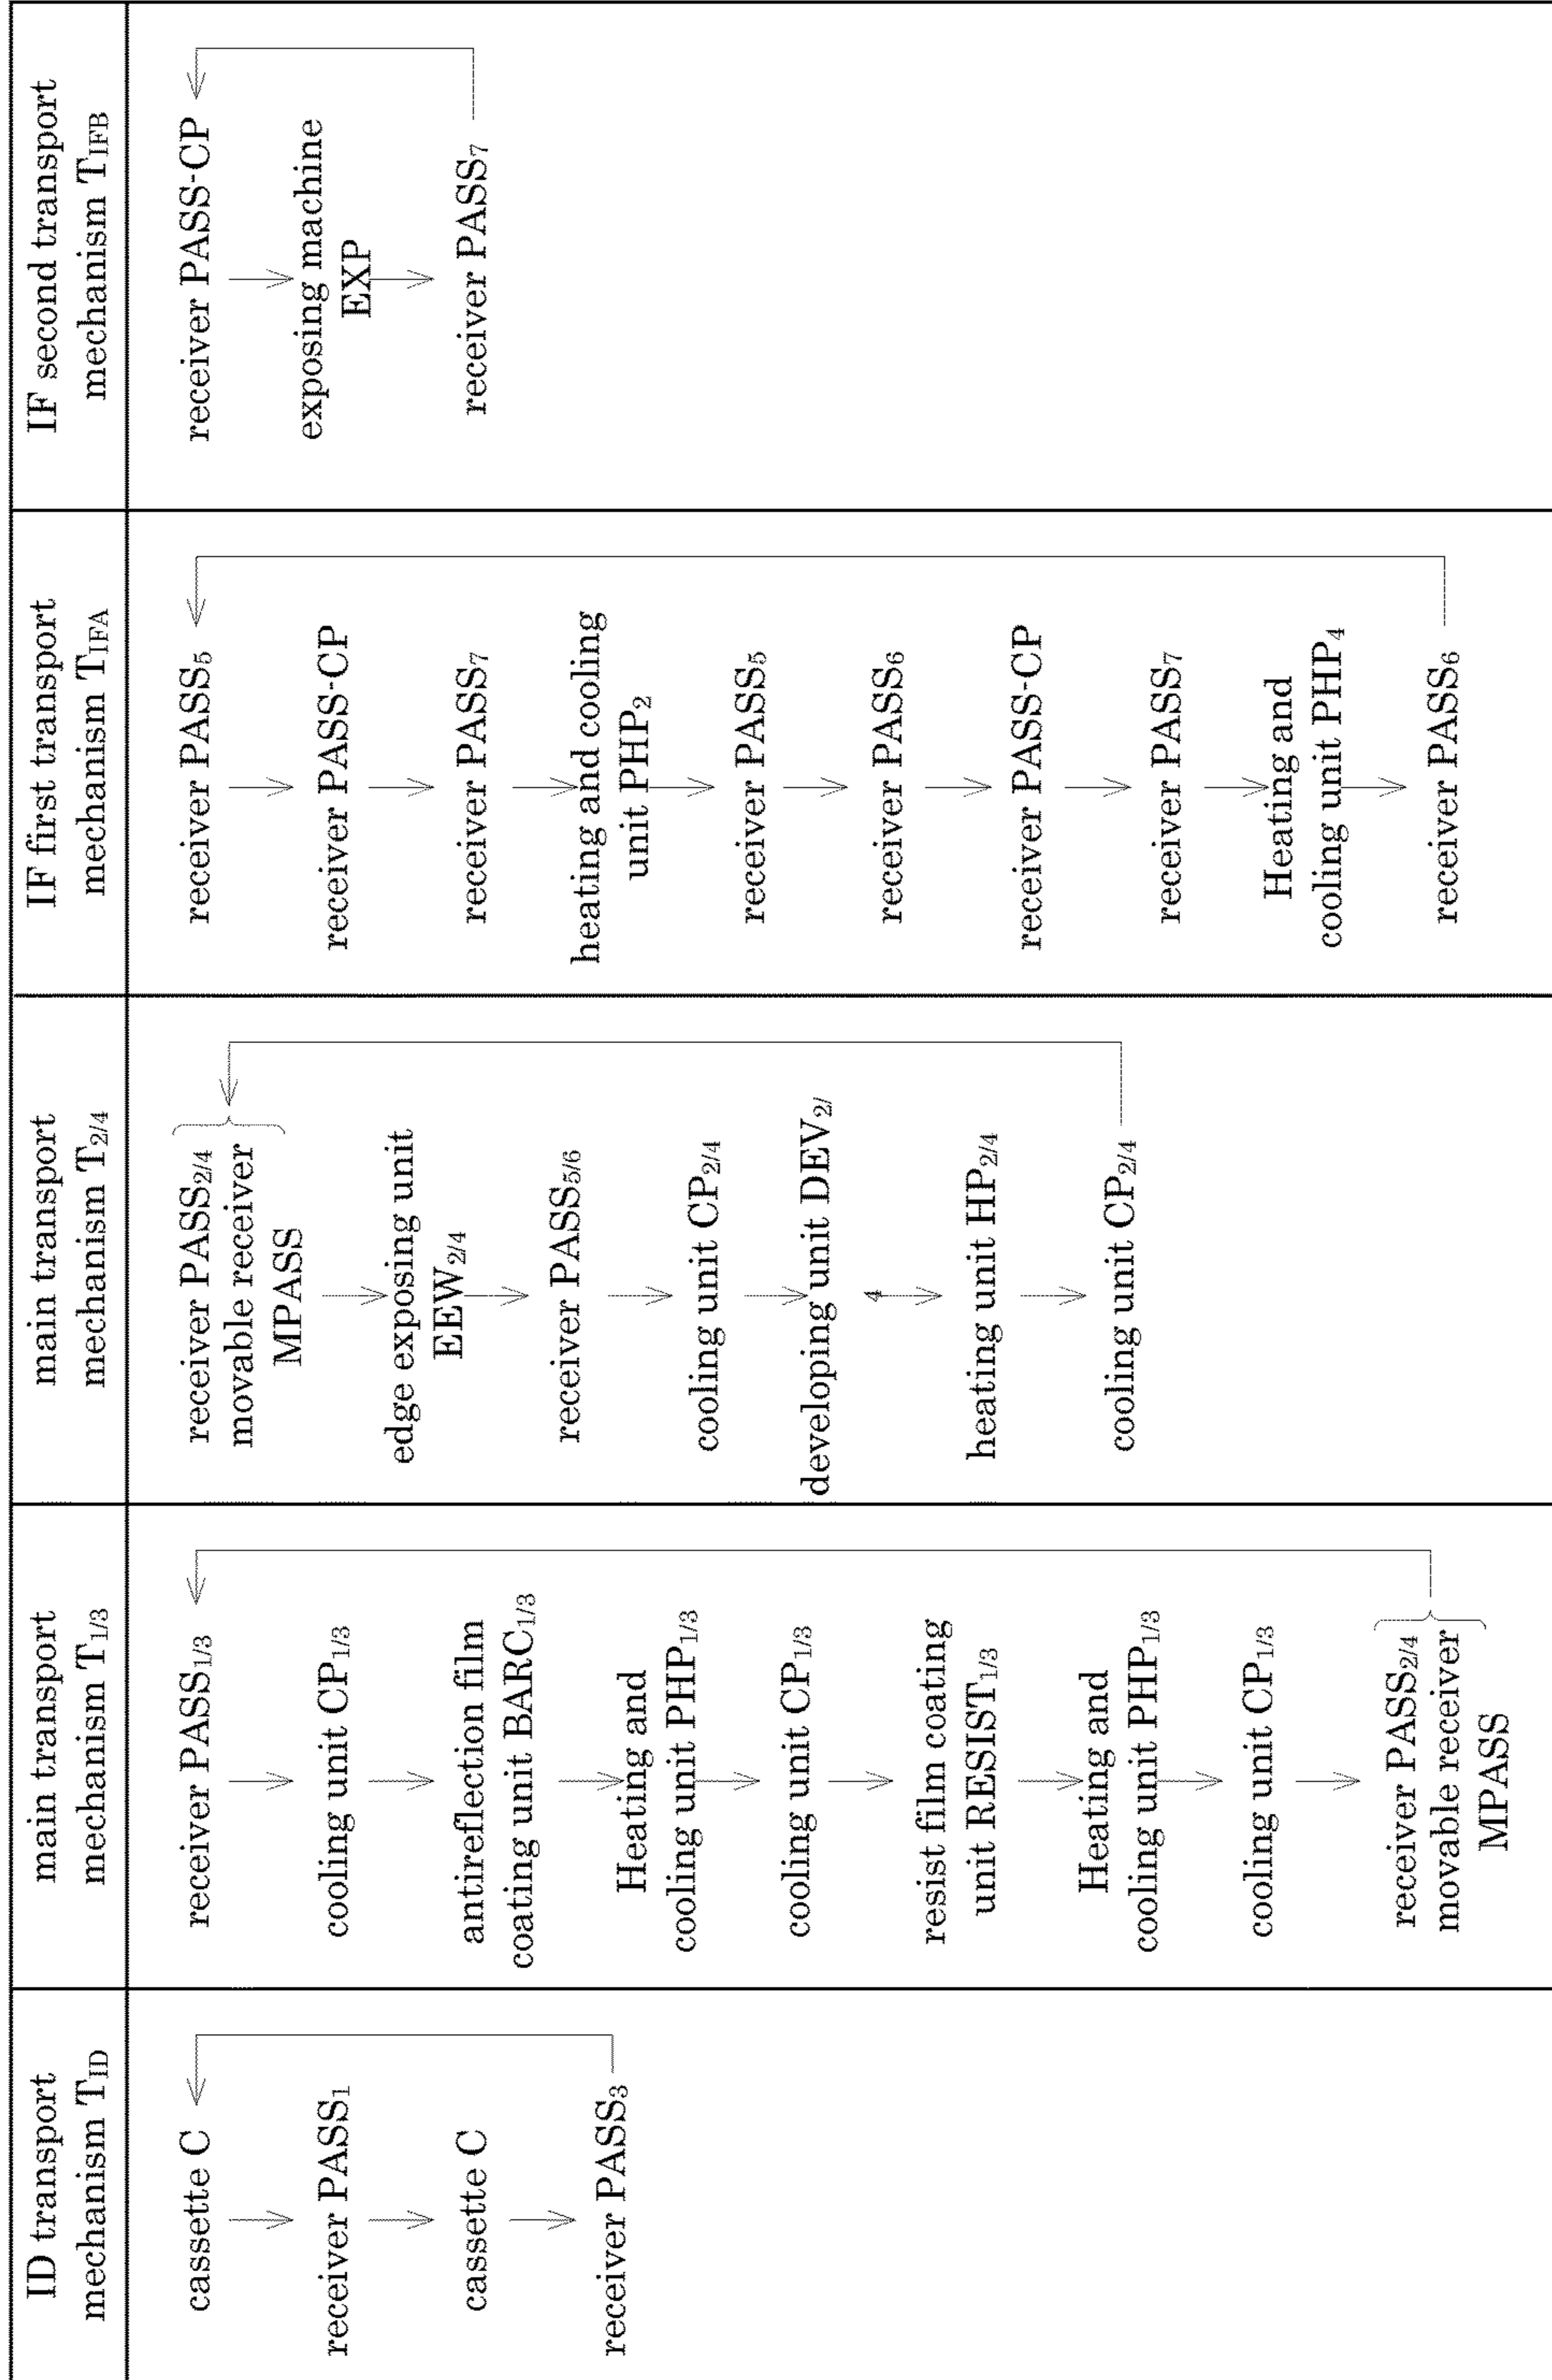 ID transport
mechanism T_ID
cassette C
receiver PASS₁
cassette C
receiver PASS₃
main transport
mechanism T₁/₃
receiver PASS₁/₃
cooling unit CP₁/₃
antireflection film
coating unit BARC₁/₃
Heating and
cooling unit PHP₁/₃
cooling unit CP₁/₃
resist film coating
unit RESIST₁/₃
Heating and
cooling unit PHP₁/₃
cooling unit CP₁/₃
receiver PASS₂/₄
movable receiver
MPASS
main transport
mechanism T₂/₄
receiver PASS₂/₄
movable receiver
MPASS
edge exposing unit
EEW₂/₄
receiver PASS₅/₆
cooling unit CP₂/₄
developing unit DEV₂/
₄
heating unit HP₂/₄
cooling unit CP₂/₄
IF first transport
mechanism T_IFA
receiver PASS₅
receiver PASS-CP
receiver PASS₇
heating and cooling
unit PHP₂
receiver PASS₅
receiver PASS₆
receiver PASS-CP
receiver PASS₇
Heating and
cooling unit PHP₄
receiver PASS₆
IF second transport
mechanism T_IFB
receiver PASS-CP
exposing machine
EXP
receiver PASS₇